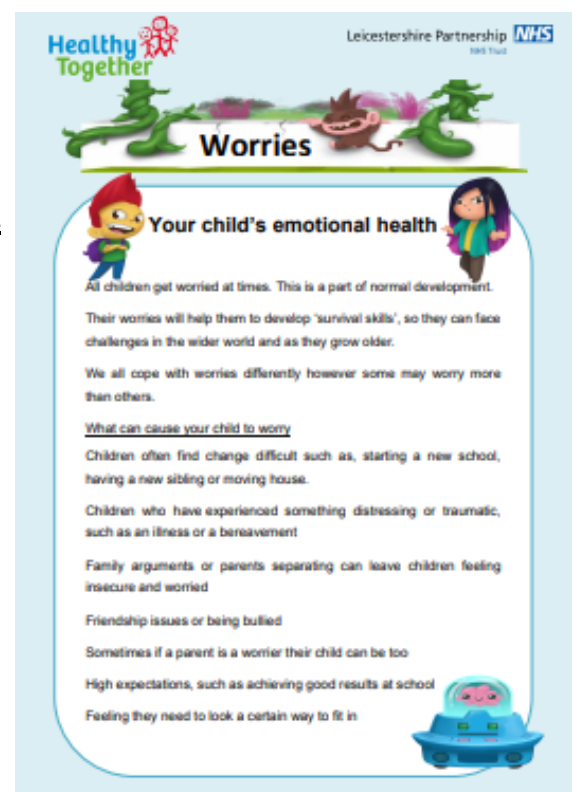 Healthy
Together
Leicestershire Partnership NHS
NHS Trust
Worries
Your child's emotional health
All children get worried at times. This is a part of normal development.
Their worries will help them to develop 'survival skills', so they can face
challenges in the wider world and as they grow older.
We all cope with worries differently however some may worry more
than others.
What can cause your child to worry
Children often find change difficult such as, starting a new school,
having a new sibling or moving house.
Children who have experienced something distressing or traumatic,
such as an illness or a bereavement
Family arguments or parents separating can leave children feeling
insecure and worried
Friendship issues or being bullied
Sometimes if a parent is a worrier their child can be too
High expectations, such as achieving good results at school
Feeling they need to look a certain way to fit in